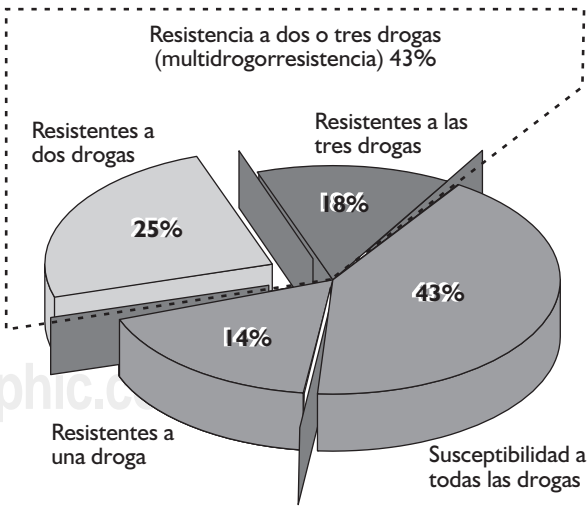 Resistencia a dos o tres drogas
(multidrogorresistencia) 43%
Resistentes a
dos drogas
Resistentes a las
tres drogas
25%
18%
43%
14%
phic.c
Resistentes a
una droga
Susceptibilidad a
todas las drogas